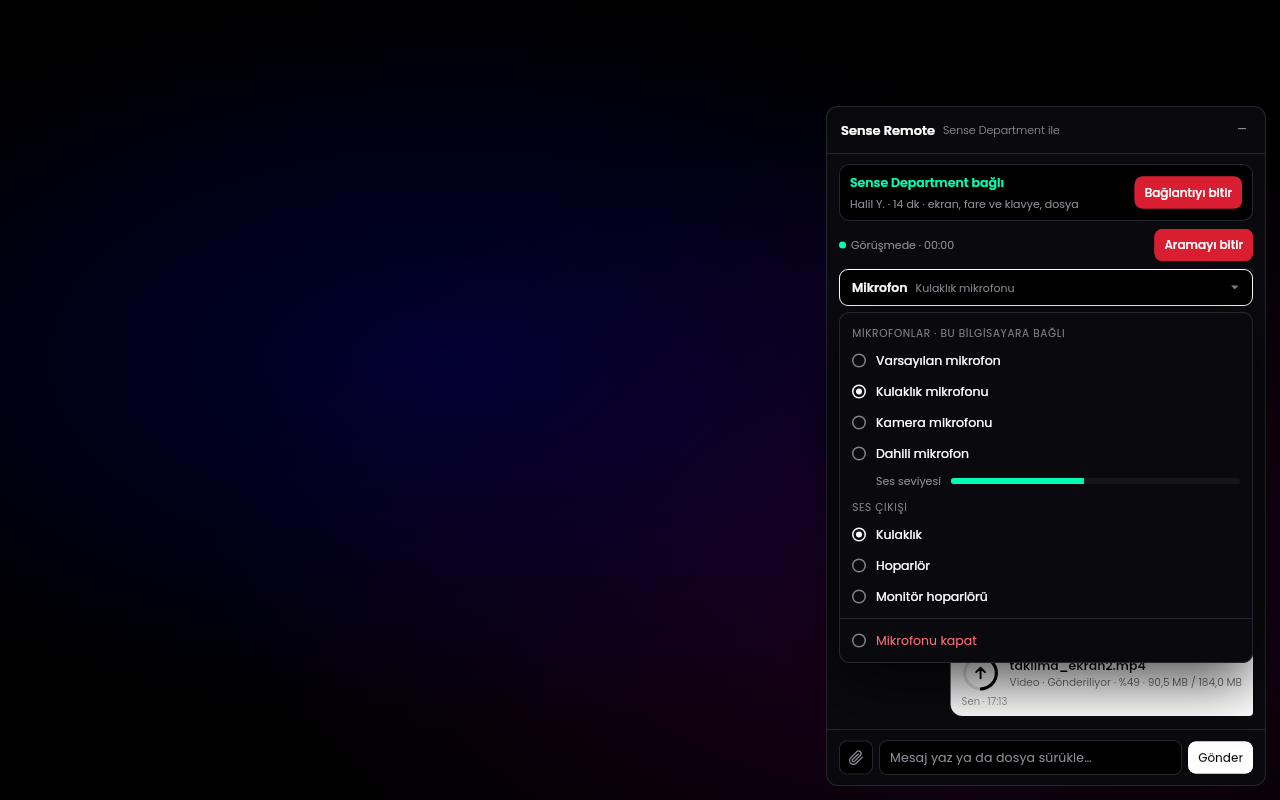 Sense Remote Sense Department ile
Sense Department bağlı
Halil Y. · 14 dk · ekran, fare ve klavye, dosya
Bağlantıyı bitir
Görüşmede · 00:00
Aramayı bitir
Mikrofon Kulaklık mikrofonu
MİKROFONLAR · BU BİLGİSAYARA BAĞLI
Varsayılan mikrofon
Kulaklık mikrofonu
Kamera mikrofonu
Dahili mikrofon
Ses seviyesi
SES ÇIKIŞI
Kulaklık
Hoparlör
Monitör hoparlörü
Mikrofonu kapat
takilma_ekran2.mp4
Video · Gönderiliyor · %49 · 90,5 MB / 184,0 MB
Sen · 17:13
Mesaj yaz ya da dosya sürükle…
Gönder